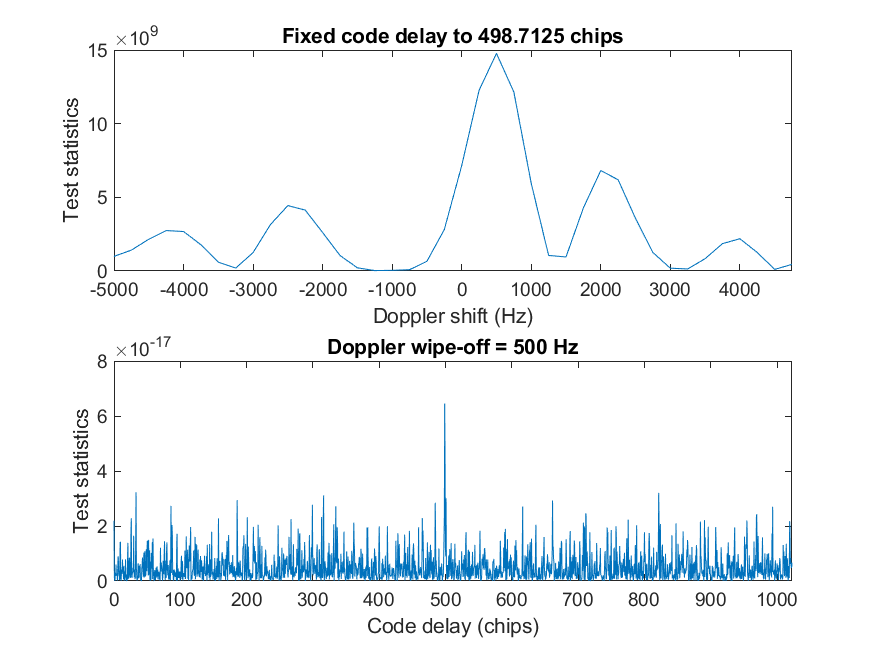 ×10⁹
Fixed code delay to 498.7125 chips
15
10
5
0
Test statistics
-5000 -4000 -3000 -2000 -1000 0 1000 2000 3000 4000
Doppler shift (Hz)
×10⁻¹⁷
Doppler wipe-off = 500 Hz
8
6
4
2
0
Test statistics
0 100 200 300 400 500 600 700 800 900 1000
Code delay (chips)